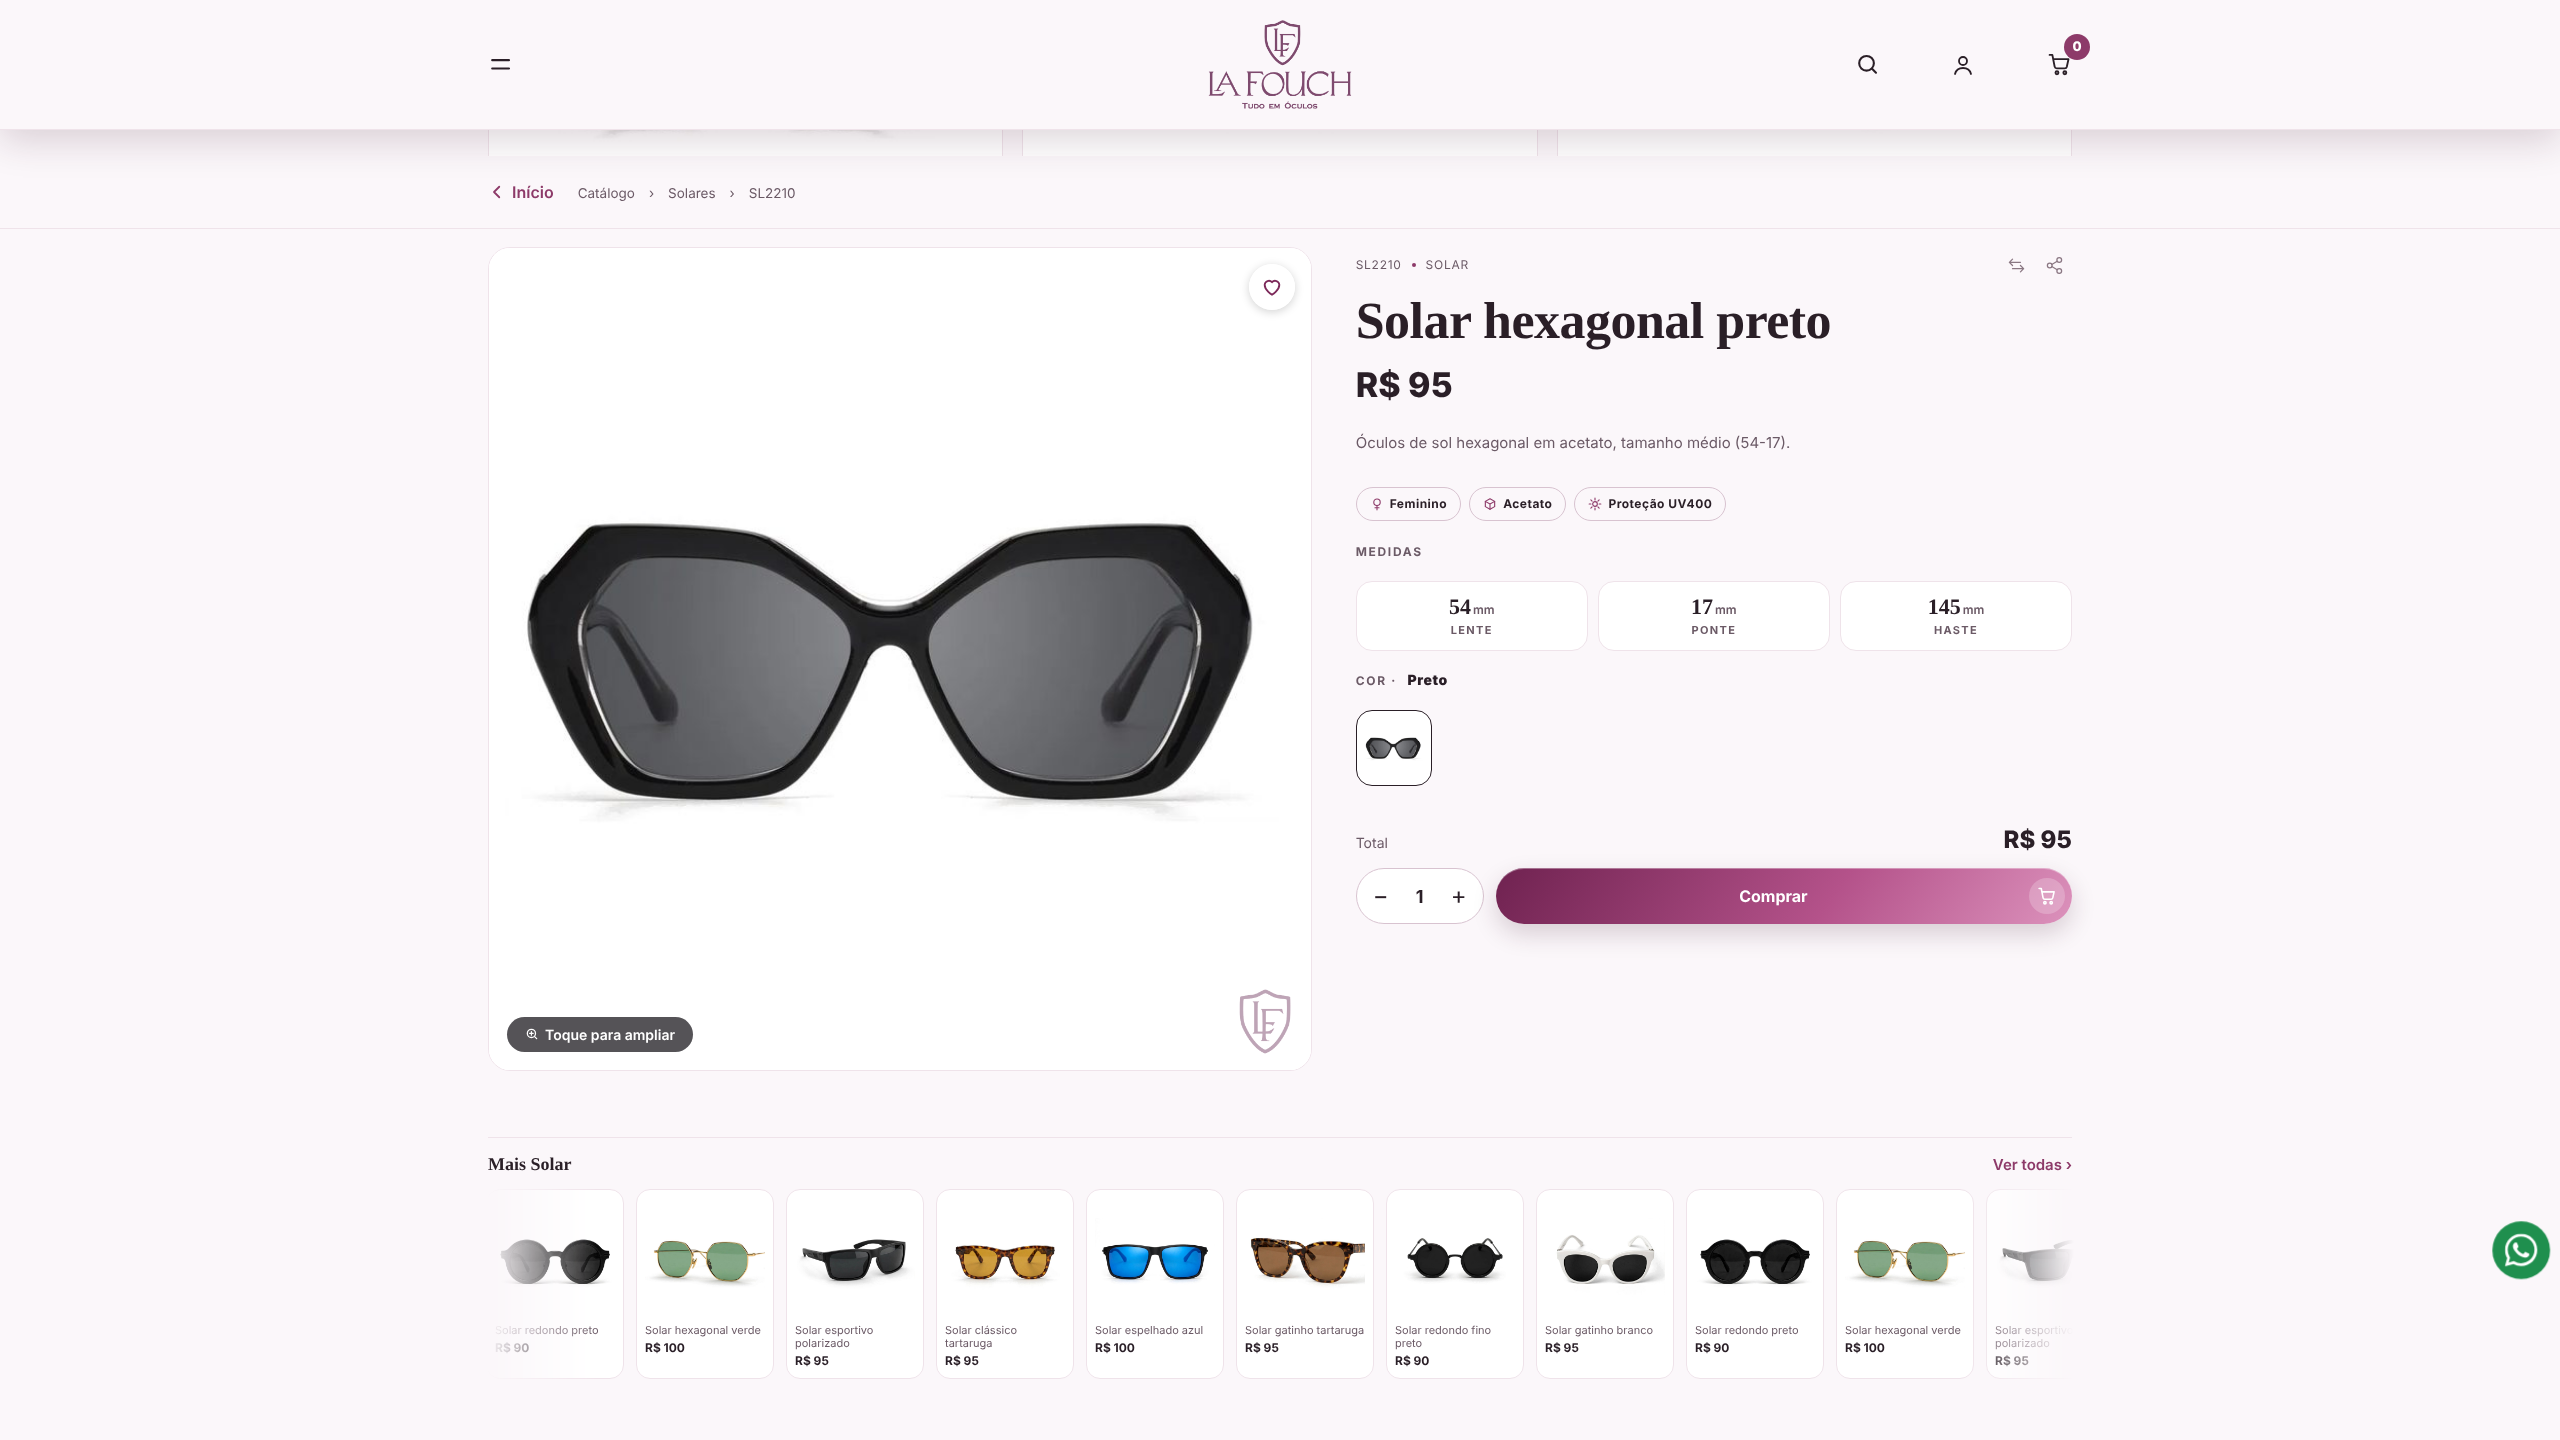 LF
LA FOUCH
TUDO EM ÓCULOS
0
Início Catálogo › Solares › SL2210
SL2210 • SOLAR
Solar hexagonal preto
R$ 95
Óculos de sol hexagonal em acetato, tamanho médio (54-17).
Feminino Acetato Proteção UV400
MEDIDAS
54 mm 17 mm 145 mm
LENTE PONTE HASTE
COR · Preto
Total R$ 95
− 1 + Comprar
Toque para ampliar
LF
Mais Solar Ver todas ›
Solar redondo preto
R$ 90
Solar hexagonal verde
R$ 100
Solar esportivo
polarizado
R$ 95
Solar clássico
tartaruga
R$ 95
Solar espelhado azul
R$ 100
Solar gatinho tartaruga
R$ 95
Solar redondo fino
preto
R$ 90
Solar gatinho branco
R$ 95
Solar redondo preto
R$ 90
Solar hexagonal verde
R$ 100
Solar esportivo
polarizado
R$ 95